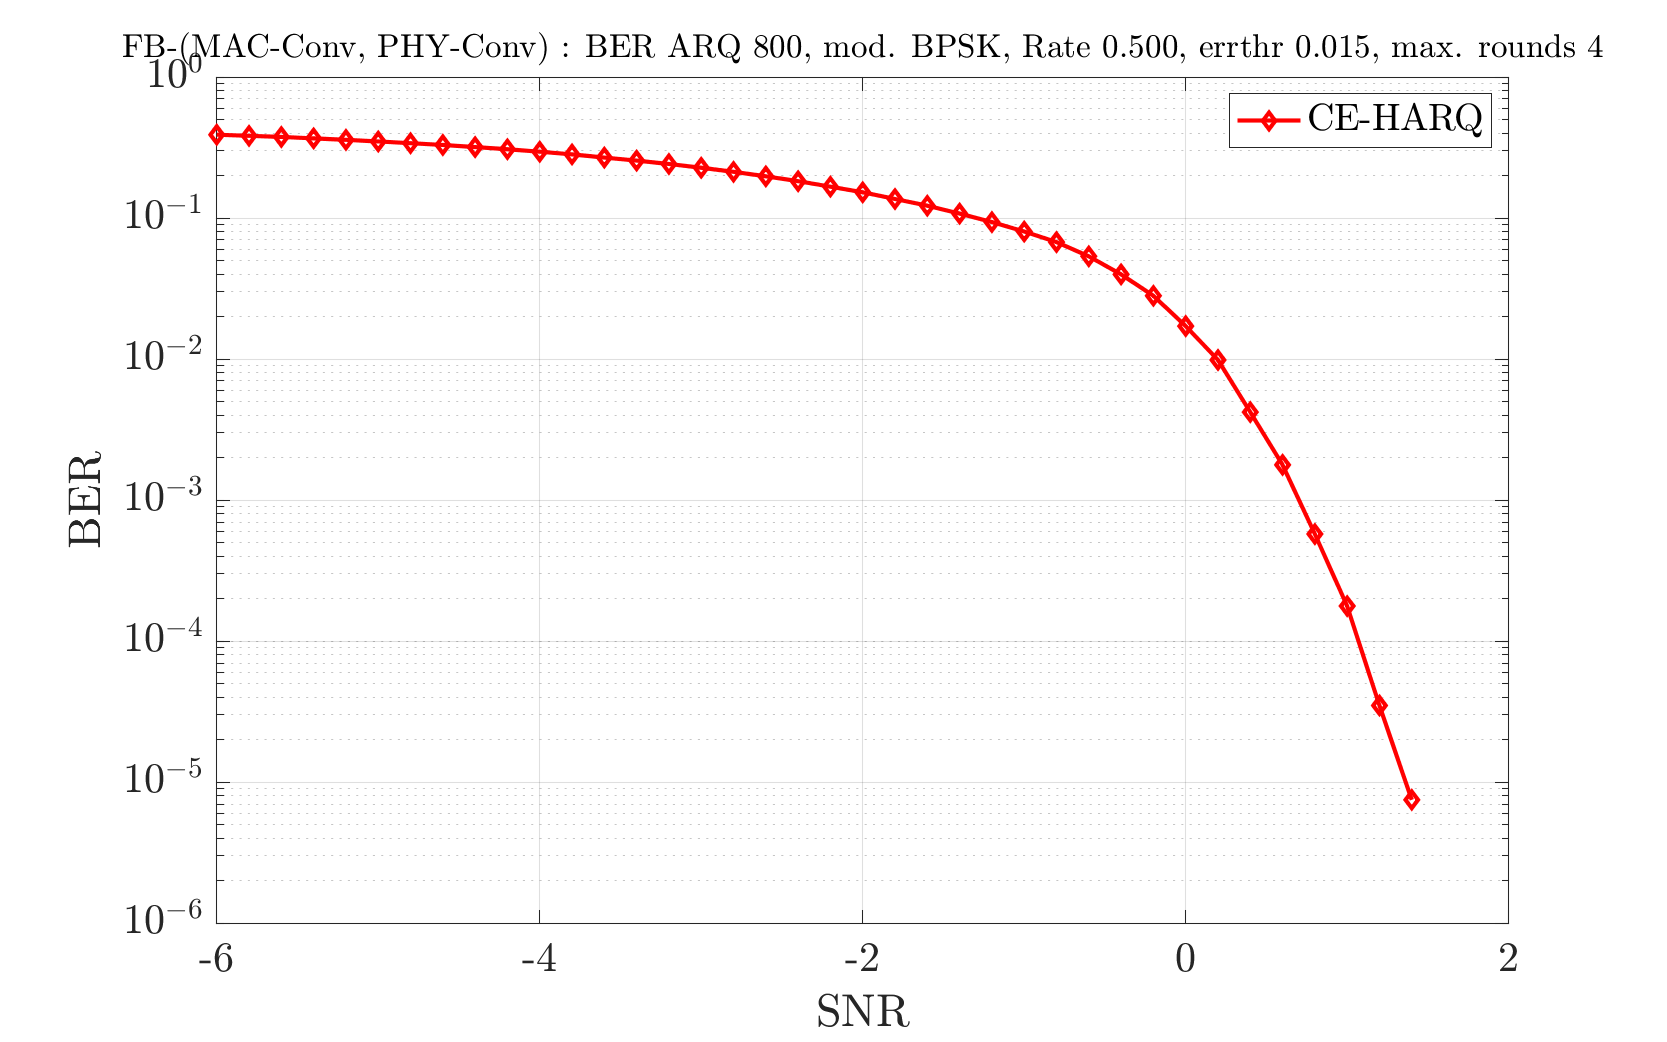 FB-(MAC-Conv, PHY-Conv) : BER ARQ 800, mod. BPSK, Rate 0.500, errthr 0.015, max. rounds 4
10^0
CE-HARQ
10^-1
10^-2
10^-3
BER
10^-4
10^-5
10^-6
-6 -4 -2 0 2
SNR